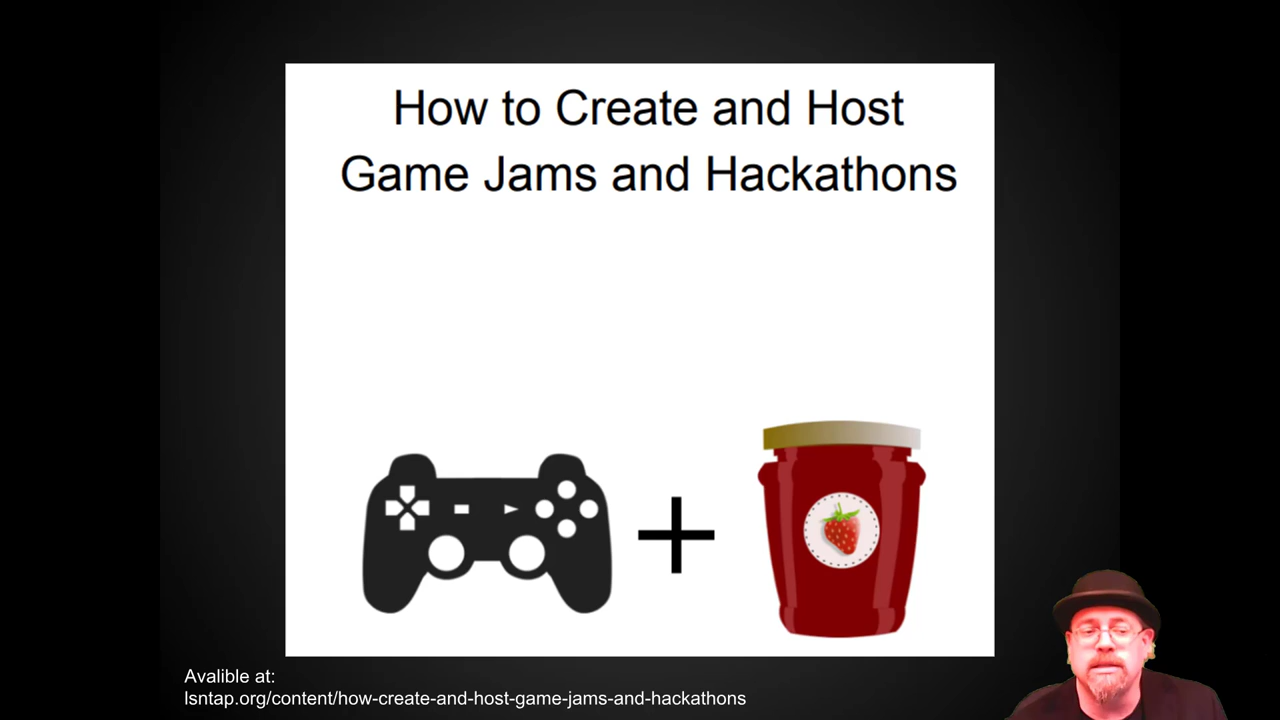 How to Create and Host
Game Jams and Hackathons
Avalible at:
lsntap.org/content/how-create-and-host-game-jams-and-hackathons